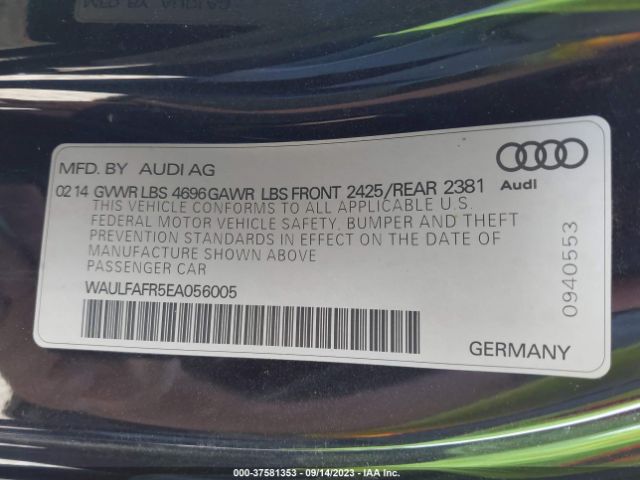 MFD. BY AUDI AG
02 14 GVWR LBS 4696 GAWR LBS FRONT 2425/REAR 2381
Audi
THIS VEHICLE CONFORMS TO ALL APPLICABLE U.S.
FEDERAL MOTOR VEHICLE SAFETY, BUMPER AND THEFT
PREVENTION STANDARDS IN EFFECT ON THE DATE OF
MANUFACTURE SHOWN ABOVE
PASSENGER CAR
WAULFAFR5EA056005
0940553
GERMANY
000-37581353 - 09/14/2023 - IAA Inc.